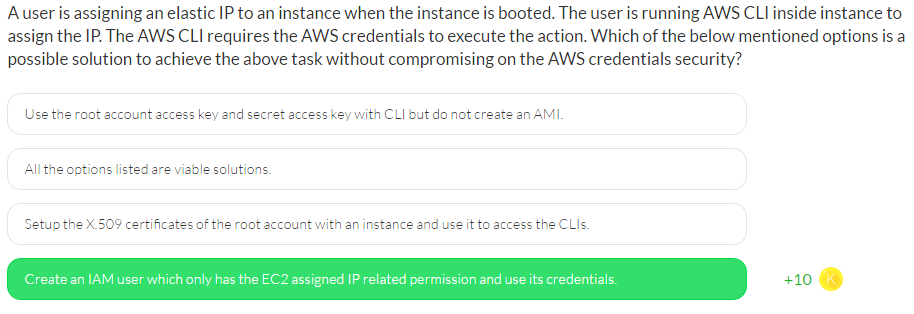 A user is assigning an elastic IP to an instance when the instance is booted. The user is running AWS CLI inside instance to
assign the IP. The AWS CLI requires the AWS credentials to execute the action. Which of the below mentioned options is a
possible solution to achieve the above task without compromising on the AWS credentials security?
Use the root account access key and secret access key with CLI but do not create an AMI.
All the options listed are viable solutions.
Setup the X.509 certificates of the root account with an instance and use it to access the CLIs.
Create an IAM user which only has the EC2 assigned IP related permission and use its credentials.
+10 K